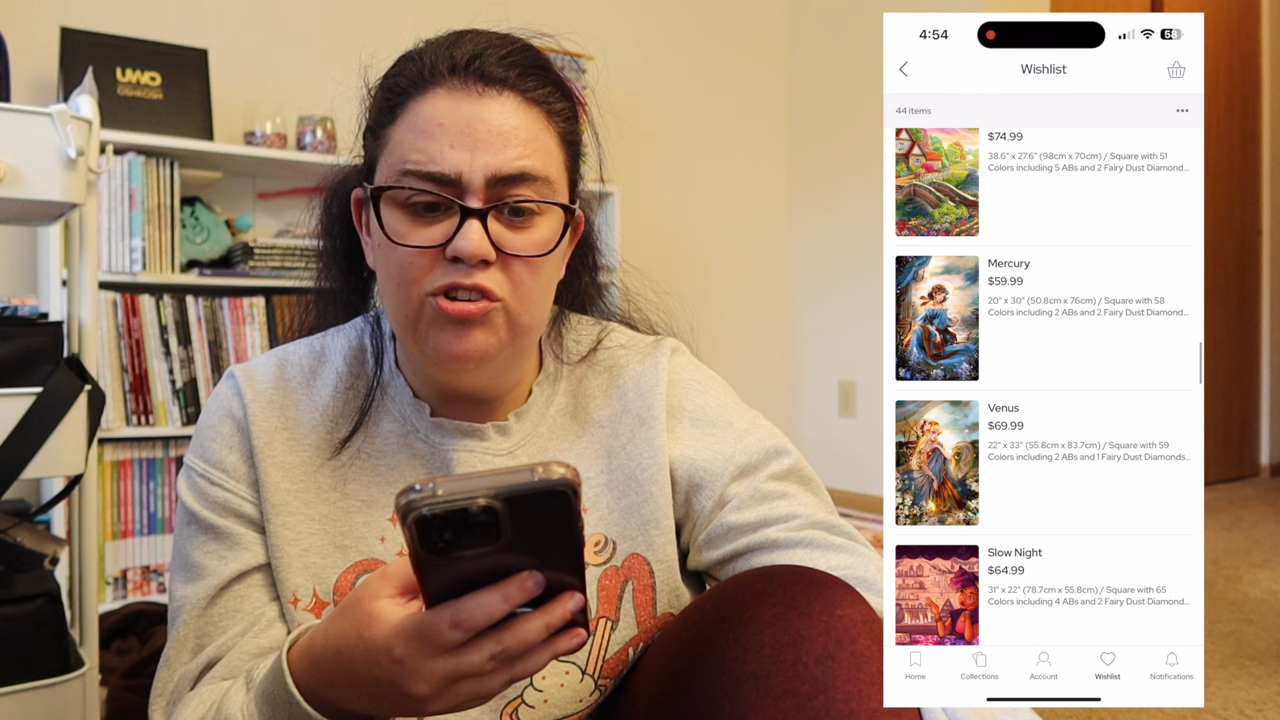 UWO
OSHKOSH
4:54
58
Wishlist
44 items
$74.99
38.6" x 27.6" (98cm x 70cm) / Square with 51
Colors including 5 ABs and 2 Fairy Dust Diamond...
Mercury
$59.99
20" x 30" (50.8cm x 76cm) / Square with 58
Colors including 2 ABs and 2 Fairy Dust Diamond...
Venus
$69.99
22" x 33" (55.8cm x 83.7cm) / Square with 59
Colors including 2 ABs and 1 Fairy Dust Diamonds...
Slow Night
$64.99
31" x 22" (78.7cm x 55.8cm) / Square with 65
Colors including 4 ABs and 2 Fairy Dust Diamond...
Home
Collections
Account
Wishlist
Notifications